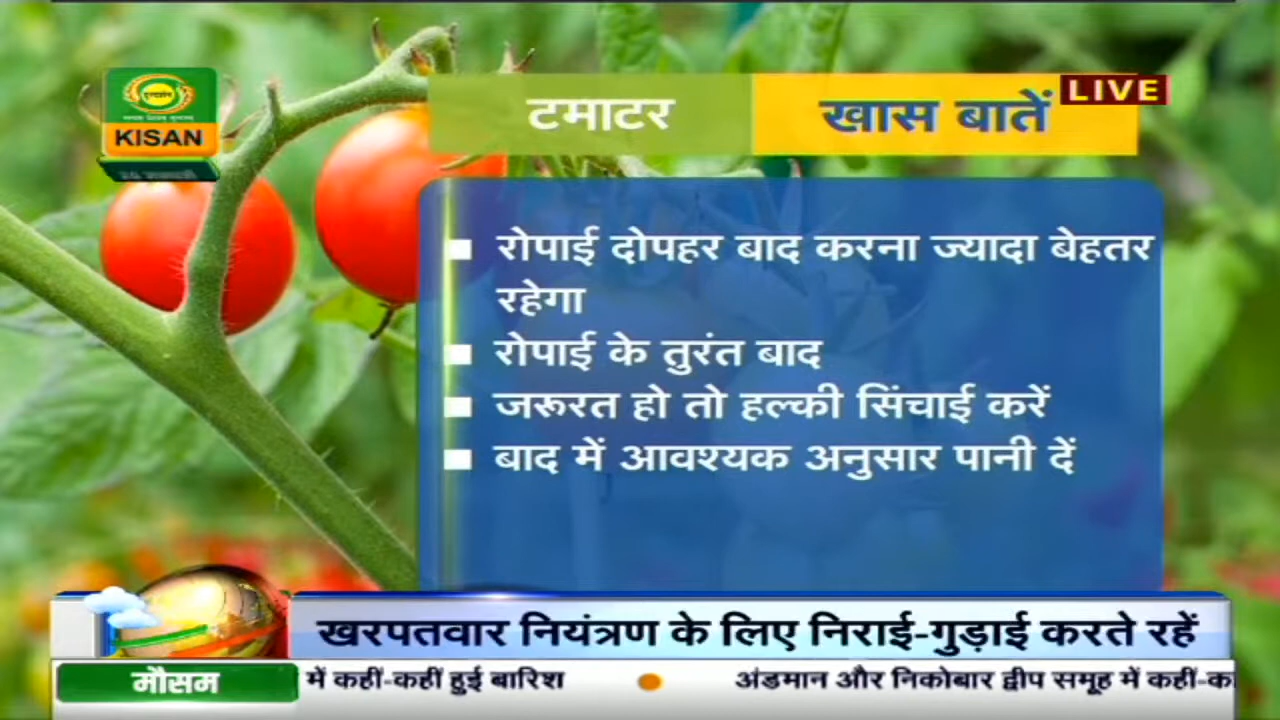 KISAN
टमाटर
खास बातें
LIVE
रोपाई दोपहर बाद करना ज्यादा बेहतर
रहेगा
रोपाई के तुरंत बाद
जरूरत हो तो हल्की सिंचाई करें
बाद में आवश्यक अनुसार पानी दें
खरपतवार नियंत्रण के लिए निराई-गुड़ाई करते रहें
मौसम
में कहीं-कहीं हुई बारिश
अंडमान और निकोबार द्वीप समूह में